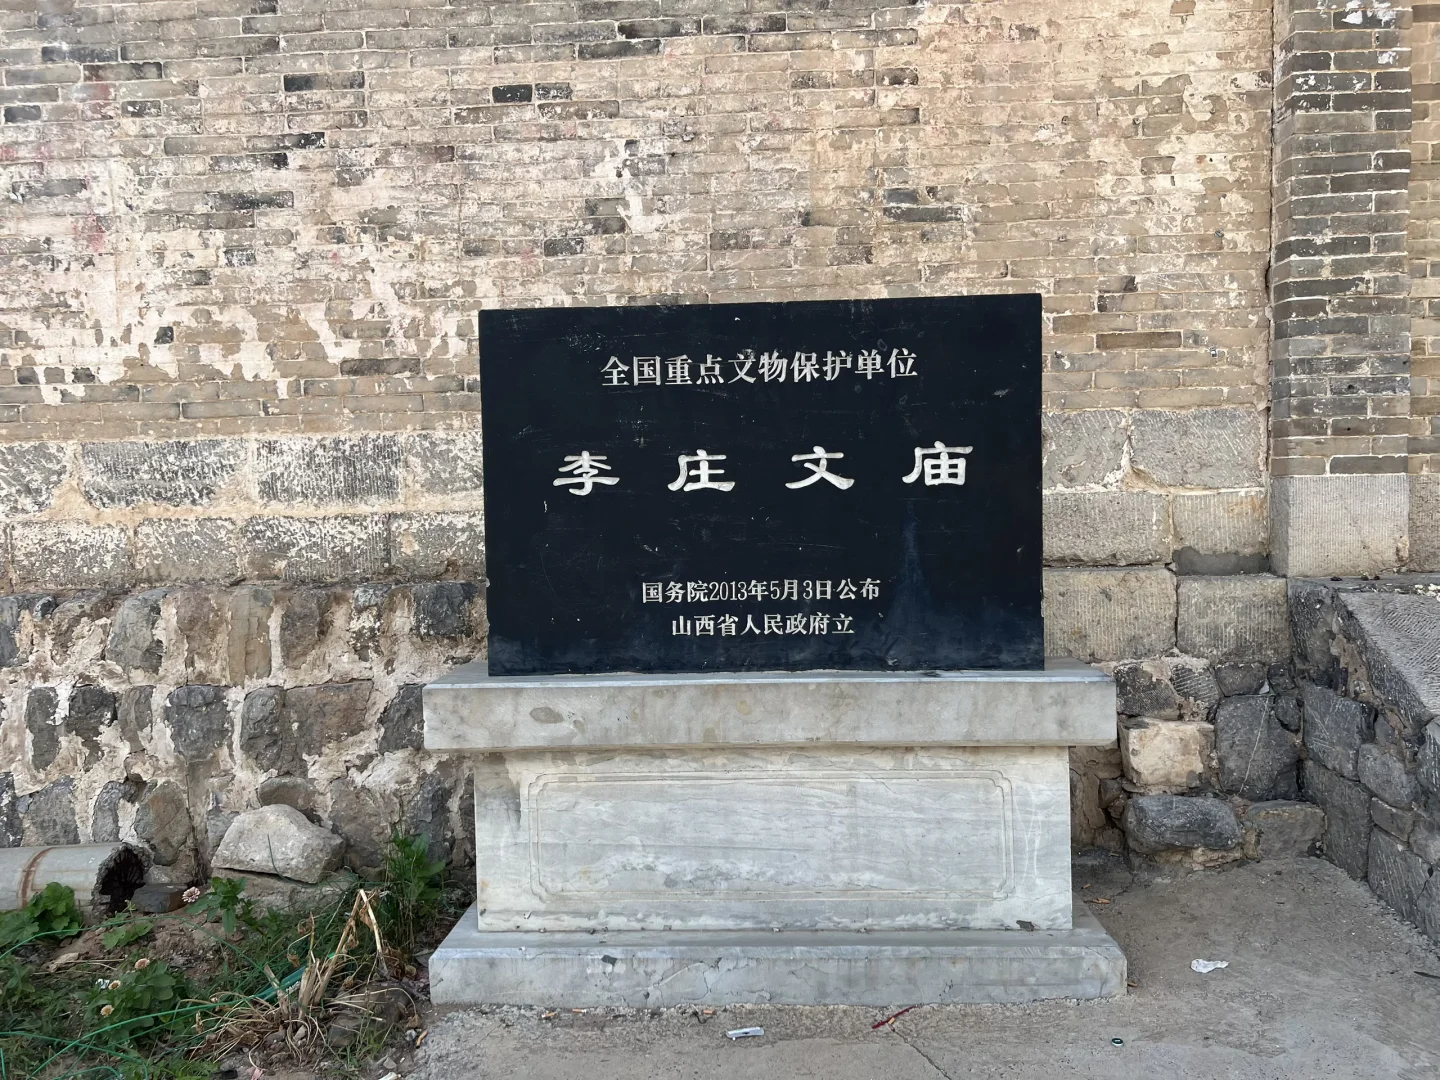 全国重点文物保护单位
李庄文庙
国务院2013年5月3日公布
山西省人民政府立